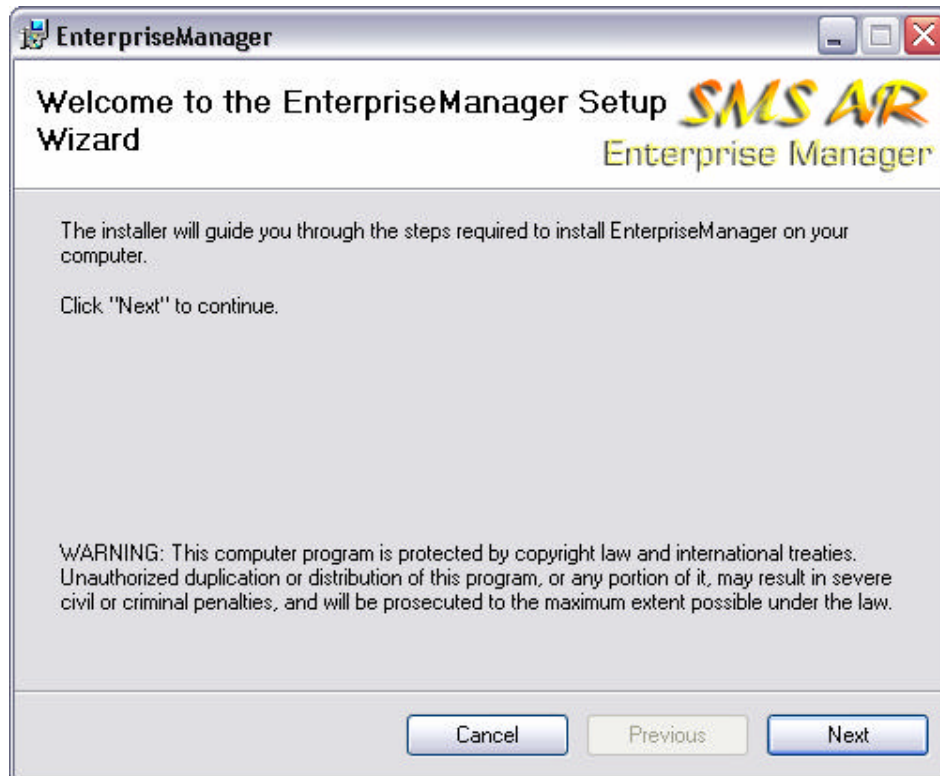 EnterpriseManager
Welcome to the EnterpriseManager Setup
Wizard
SMS AR
Enterprise Manager
The installer will guide you through the steps required to install EnterpriseManager on your
computer.
Click "Next" to continue.
WARNING: This computer program is protected by copyright law and international treaties.
Unauthorized duplication or distribution of this program, or any portion of it, may result in severe
civil or criminal penalties, and will be prosecuted to the maximum extent possible under the law.
Cancel
Previous
Next